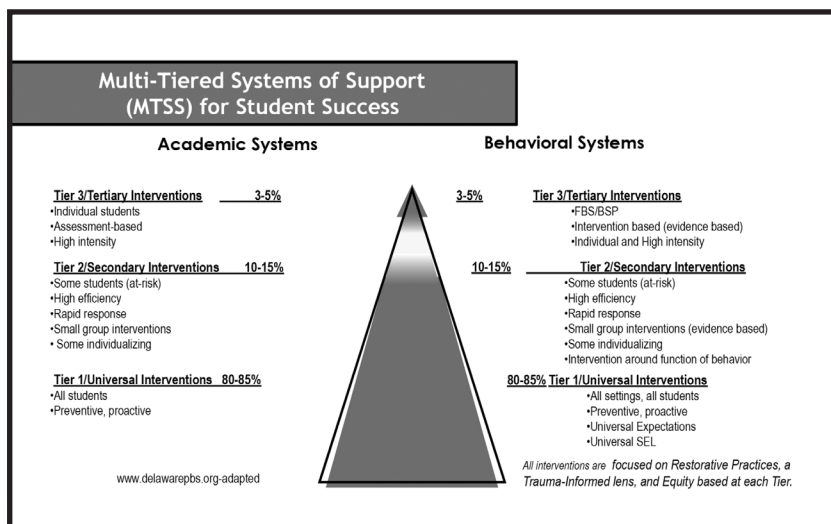 Multi-Tiered Systems of Support
(MTSS) for Student Success
Academic Systems
Tier 3/Tertiary Interventions 3-5%
•Individual students
•Assessment-based
•High intensity
Tier 2/Secondary Interventions 10-15%
•Some students (at-risk)
•High efficiency
•Rapid response
•Small group interventions
• Some individualizing
Tier 1/Universal Interventions 80-85%
•All students
•Preventive, proactive
www.delawarepbs.org-adapted
Behavioral Systems
3-5% Tier 3/Tertiary Interventions
•FBS/BSP
•Intervention based (evidence based)
•Individual and High intensity
10-15% Tier 2/Secondary Interventions
•Some students (at-risk)
•High efficiency
•Rapid response
•Small group interventions (evidence based)
•Some individualizing
•Intervention around function of behavior
80-85% Tier 1/Universal Interventions
•All settings, all students
•Preventive, proactive
•Universal Expectations
•Universal SEL
All interventions are focused on Restorative Practices, a
Trauma-Informed lens, and Equity based at each Tier.